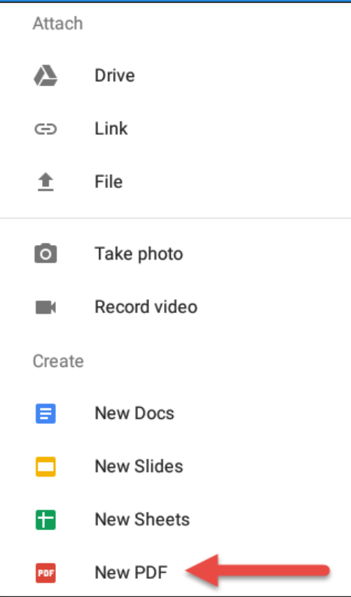 Attach
Drive
Link
File
Take photo
Record video
Create
New Docs
New Slides
New Sheets
PDF New PDF